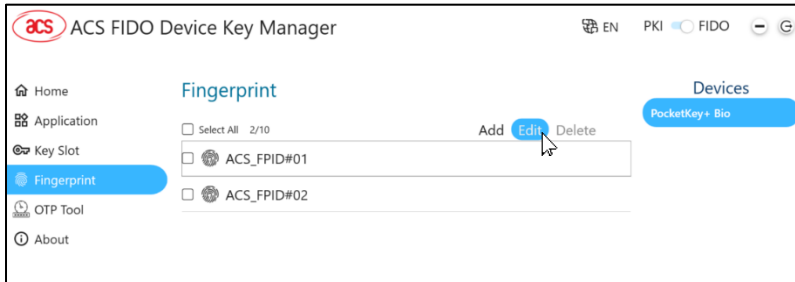 acs ACS FIDO Device Key Manager EN PKI FIDO
Home
Application
Key Slot
Fingerprint
OTP Tool
About
Fingerprint
Select All 2/10 Add Edit Delete
ACS_FPID#01
ACS_FPID#02
Devices
PocketKey+ Bio